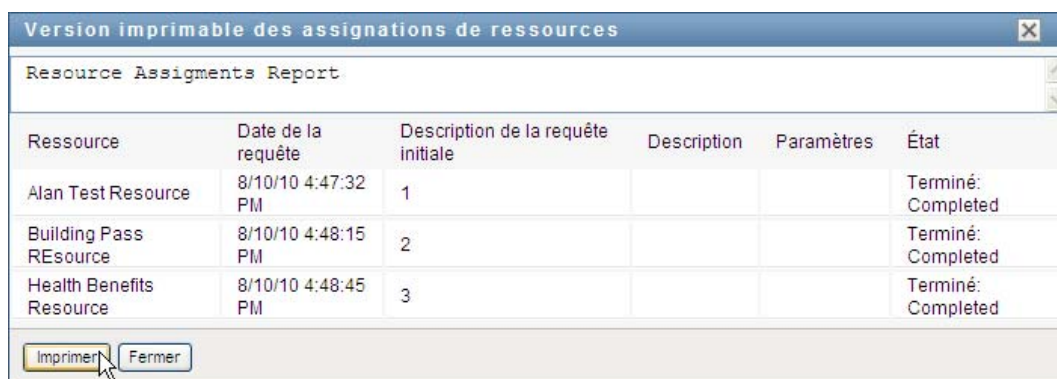 Version imprimable des assignations de ressources
Resource Assigments Report
Ressource Date de la requête Description de la requête initiale Description Paramètres État
Alan Test Resource 8/10/10 4:47:32 PM 1 Terminé: Completed
Building Pass REsource 8/10/10 4:48:15 PM 2 Terminé: Completed
Health Benefits Resource 8/10/10 4:48:45 PM 3 Terminé: Completed
Imprimer Fermer